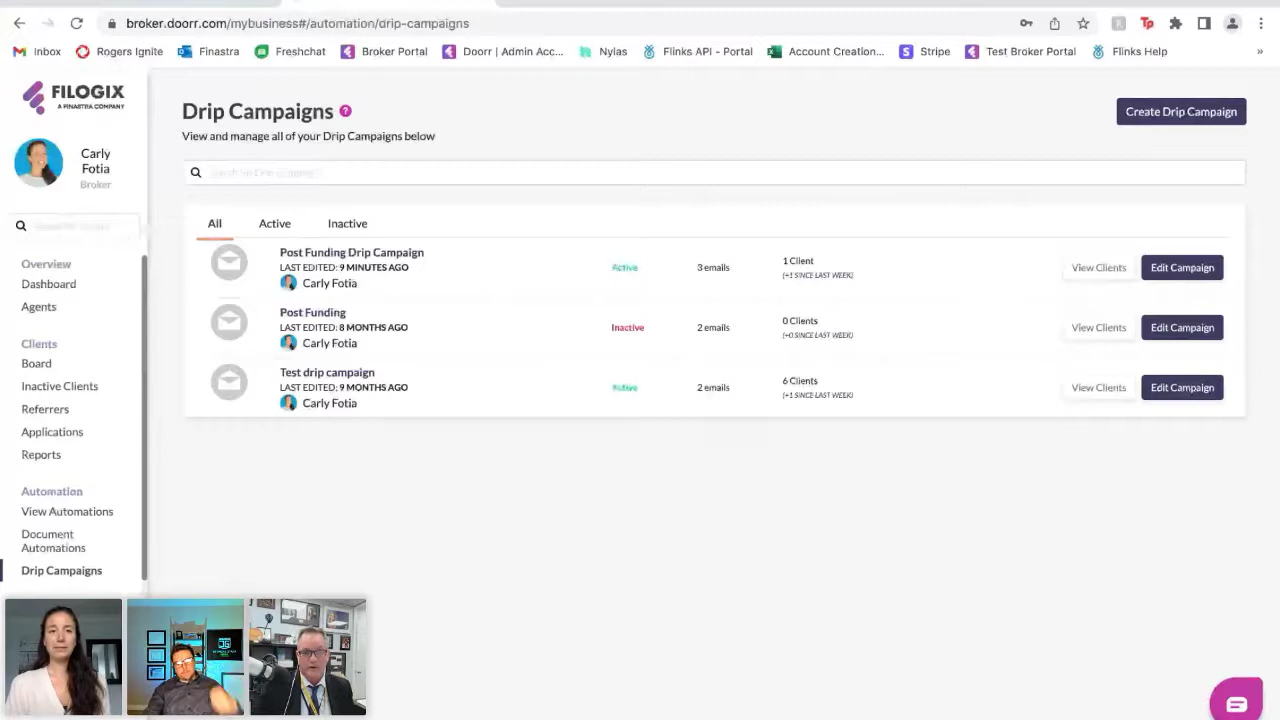 broker.doorr.com/mybusiness#/automation/drip-campaigns
Inbox
Rogers Ignite
Finastra
Freshchat
Broker Portal
Doorr | Admin Acc...
Nylas
Flinks API - Portal
Account Creation...
Stripe
Test Broker Portal
Flinks Help
»
FILOGIX
A FINASTRA COMPANY
Carly
Fotia
Broker
Overview
Dashboard
Agents
Clients
Board
Inactive Clients
Referrers
Applications
Reports
Automation
View Automations
Document
Automations
Drip Campaigns
Drip Campaigns ?
View and manage all of your Drip Campaigns below
Create Drip Campaign
All Active Inactive
Post Funding Drip Campaign
LAST EDITED: 9 MINUTES AGO
Carly Fotia
Active
3 emails
1 Client
(+1 SINCE LAST WEEK)
View Clients
Edit Campaign
Post Funding
LAST EDITED: 8 MONTHS AGO
Carly Fotia
Inactive
2 emails
0 Clients
(+0 SINCE LAST WEEK)
View Clients
Edit Campaign
Test drip campaign
LAST EDITED: 9 MONTHS AGO
Carly Fotia
Active
2 emails
6 Clients
(+1 SINCE LAST WEEK)
View Clients
Edit Campaign